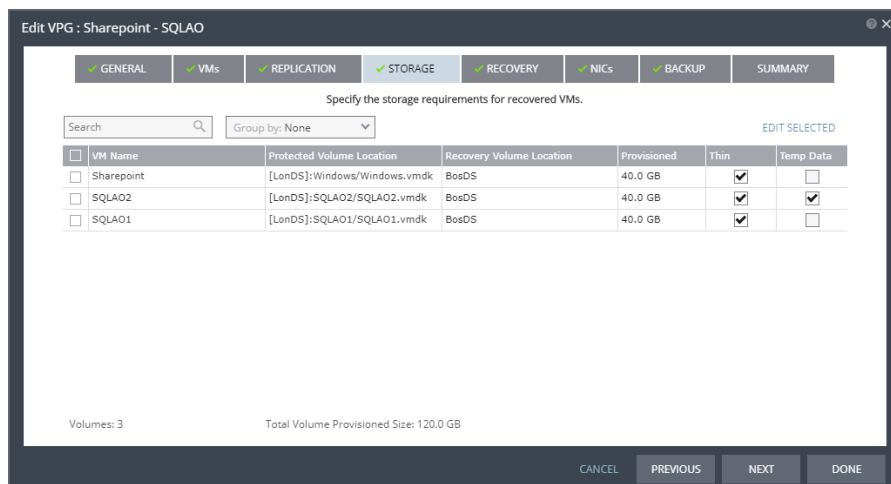 Edit VPG : Sharepoint - SQLAO
GENERAL VMs REPLICATION STORAGE RECOVERY NICs BACKUP SUMMARY
Specify the storage requirements for recovered VMs.
Search Group by: None EDIT SELECTED
VM Name Protected Volume Location Recovery Volume Location Provisioned Thin Temp Data
Sharepoint [LonDS]:Windows/Windows.vmdk BosDS 40.0 GB
SQLAO2 [LonDS]:SQLAO2/SQLAO2.vmdk BosDS 40.0 GB
SQLAO1 [LonDS]:SQLAO1/SQLAO1.vmdk BosDS 40.0 GB
Volumes: 3 Total Volume Provisioned Size: 120.0 GB
CANCEL PREVIOUS NEXT DONE